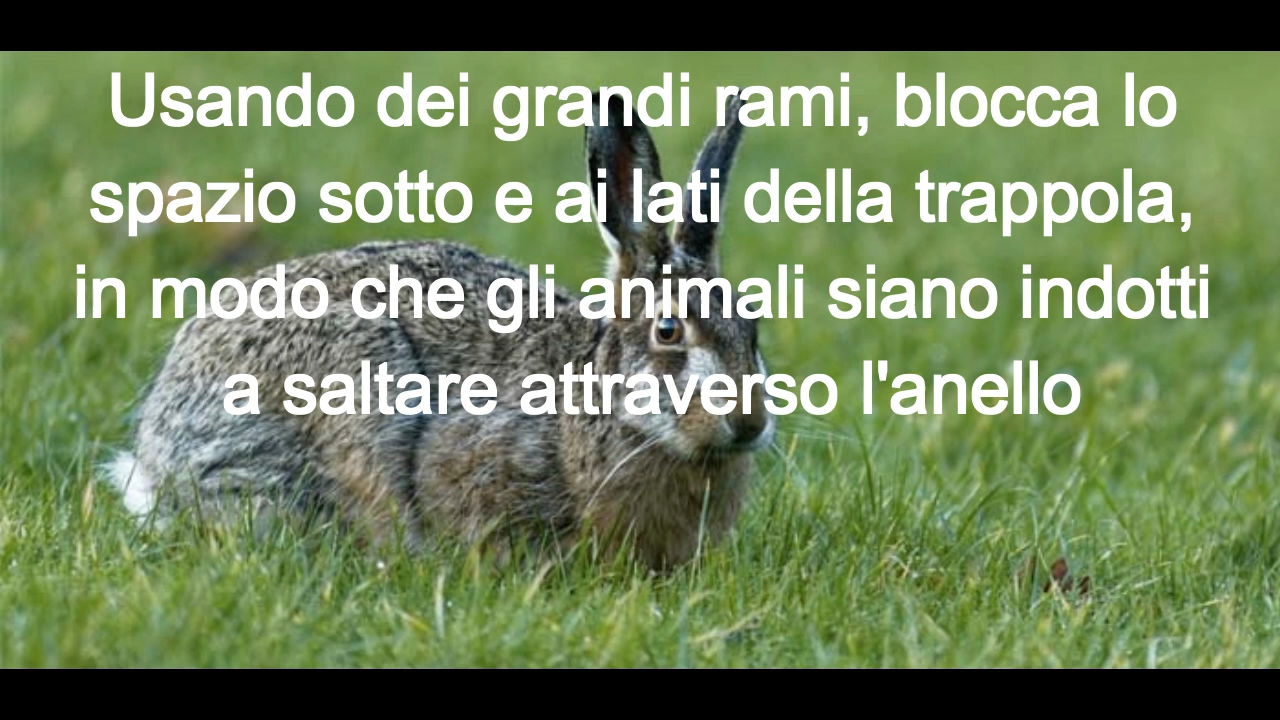 Usando dei grandi rami, blocca lo
spazio sotto e ai lati della trappola,
in modo che gli animali siano indotti
a saltare attraverso l'anello